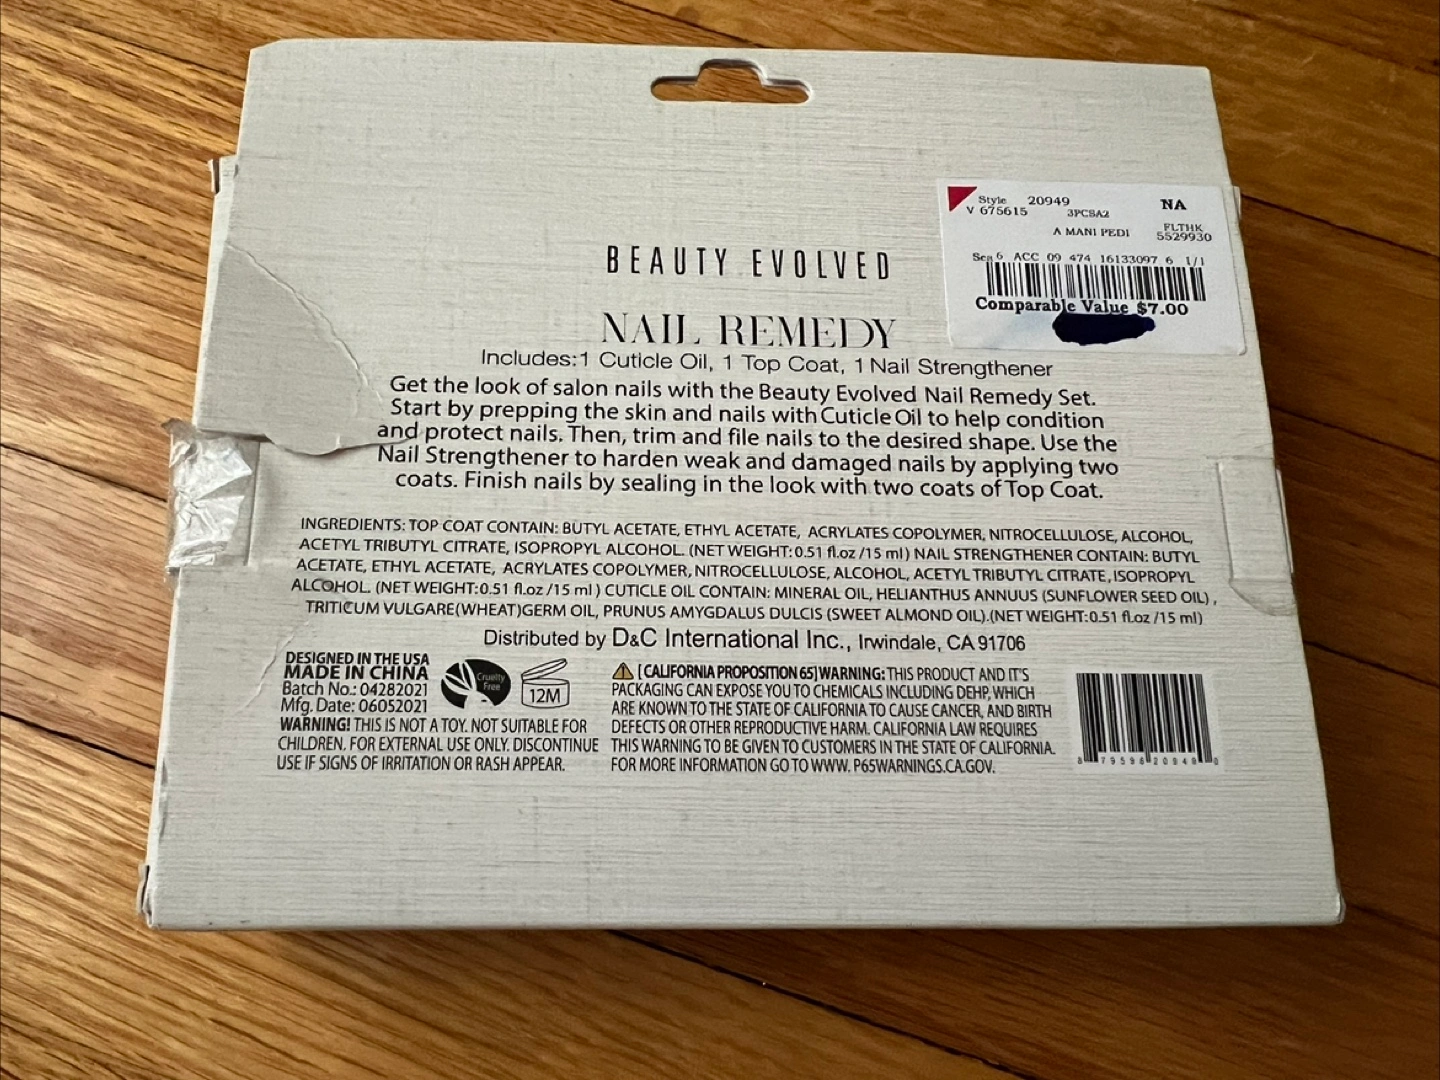 Style 20949 NA
V 675615 3PCSA2
A MANI PEDI FLTHK
5529930
Sea 6 ACC 09 474 16133097 6 1/1
Comparable Value $7.00
BEAUTY EVOLVED
NAIL REMEDY
Includes:1 Cuticle Oil, 1 Top Coat, 1 Nail Strengthener
Get the look of salon nails with the Beauty Evolved Nail Remedy Set.
Start by prepping the skin and nails with Cuticle Oil to help condition
and protect nails. Then, trim and file nails to the desired shape. Use the
Nail Strengthener to harden weak and damaged nails by applying two
coats. Finish nails by sealing in the look with two coats of Top Coat.
INGREDIENTS: TOP COAT CONTAIN: BUTYL ACETATE, ETHYL ACETATE, ACRYLATES COPOLYMER, NITROCELLULOSE, ALCOHOL,
ACETYL TRIBUTYL CITRATE, ISOPROPYL ALCOHOL. (NET WEIGHT:0.51 fl.oz /15 ml) NAIL STRENGTHENER CONTAIN: BUTYL
ACETATE, ETHYL ACETATE, ACRYLATES COPOLYMER, NITROCELLULOSE, ALCOHOL, ACETYL TRIBUTYL CITRATE, ISOPROPYL
ALCOHOL. (NET WEIGHT:0.51 fl.oz /15 ml ) CUTICLE OIL CONTAIN: MINERAL OIL, HELIANTHUS ANNUUS (SUNFLOWER SEED OIL) ,
TRITICUM VULGARE(WHEAT)GERM OIL, PRUNUS AMYGDALUS DULCIS (SWEET ALMOND OIL).(NET WEIGHT:0.51 fl.oz /15 ml)
Distributed by D&C International Inc., Irwindale, CA 91706
DESIGNED IN THE USA
MADE IN CHINA
Batch No.: 04282021
Mfg. Date: 06052021
Cruelty
Free
12M
WARNING! THIS IS NOT A TOY. NOT SUITABLE FOR
CHILDREN. FOR EXTERNAL USE ONLY. DISCONTINUE
USE IF SIGNS OF IRRITATION OR RASH APPEAR.
[CALIFORNIA PROPOSITION 65] WARNING: THIS PRODUCT AND IT'S
PACKAGING CAN EXPOSE YOU TO CHEMICALS INCLUDING DEHP, WHICH
ARE KNOWN TO THE STATE OF CALIFORNIA TO CAUSE CANCER, AND BIRTH
DEFECTS OR OTHER REPRODUCTIVE HARM. CALIFORNIA LAW REQUIRES
THIS WARNING TO BE GIVEN TO CUSTOMERS IN THE STATE OF CALIFORNIA.
FOR MORE INFORMATION GO TO WWW. P65WARNINGS.CA.GOV.
8 79596 20949 0